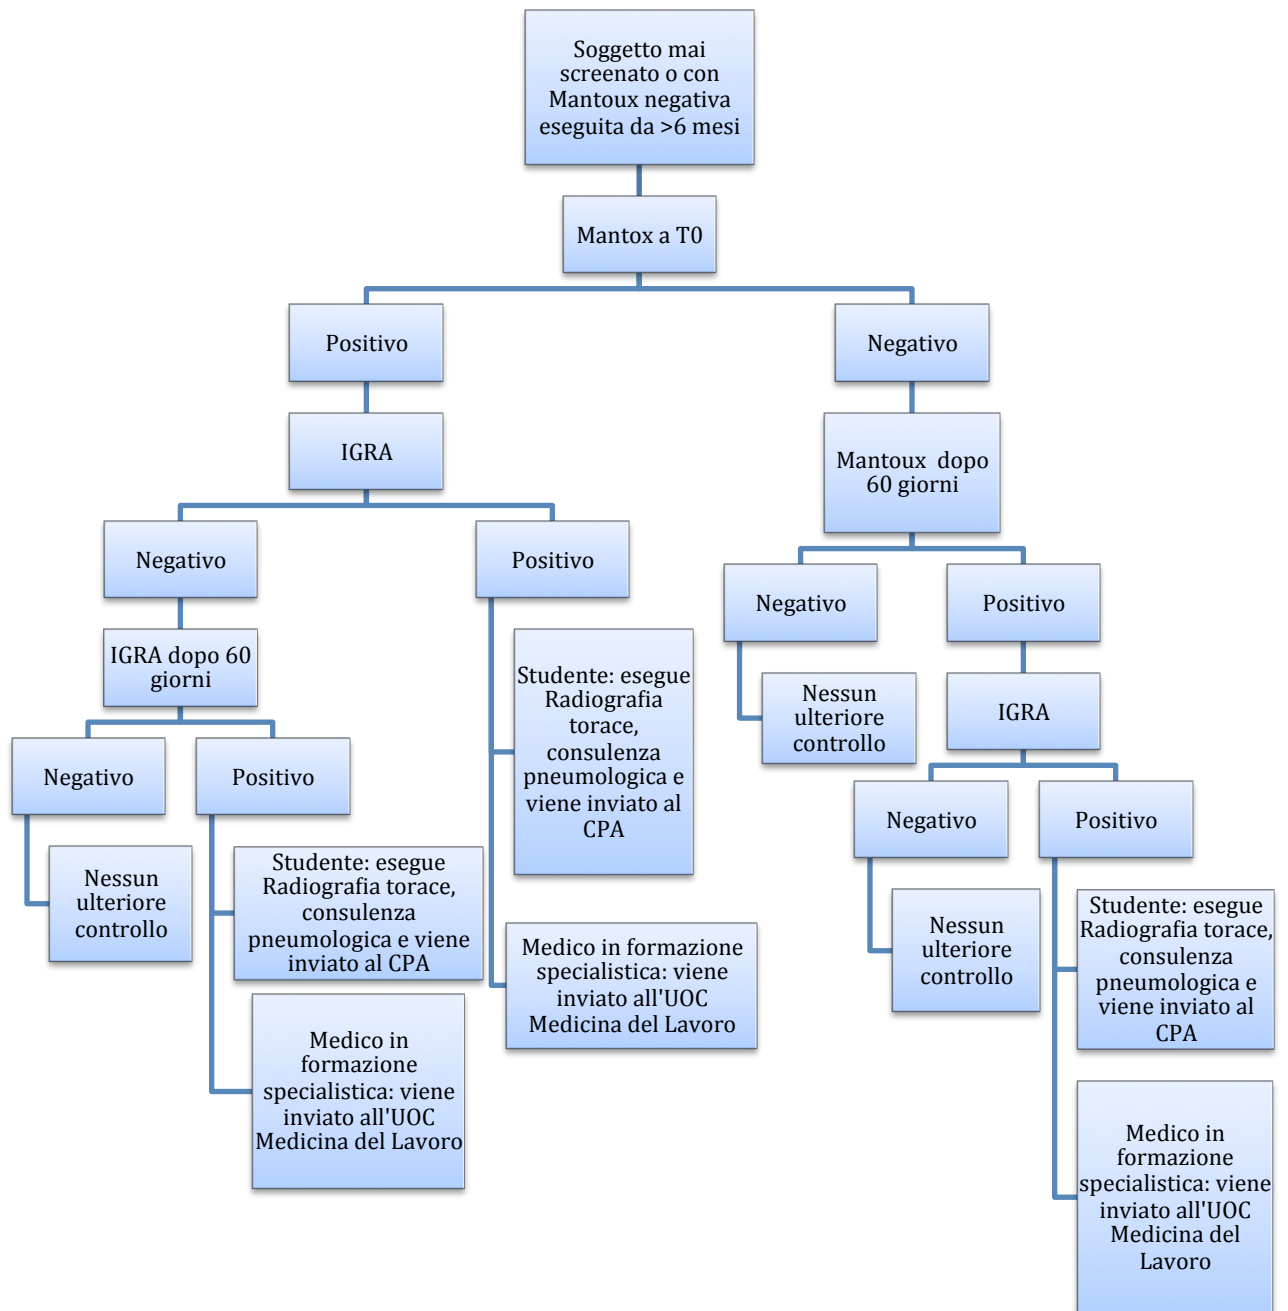 Soggetto mai
screenato o con
Mantoux negativa
eseguita da >6 mesi
Mantox a T0
Positivo
Negativo
IGRA
Mantoux  dopo
60 giorni
Negativo
Positivo
Negativo
Positivo
IGRA dopo 60
giorni
Studente: esegue
Radiografia
torace,
consulenza
pneumologica e
viene inviato al
CPA
Nessun
ulteriore
controllo
IGRA
Negativo
Positivo
Negativo
Positivo
Nessun
ulteriore
controllo
Studente: esegue
Radiografia torace,
consulenza
pneumologica e viene
inviato al CPA
Medico in formazione
specialistica: viene
inviato all'UOC
Medicina del Lavoro
Nessun
ulteriore
controllo
Studente: esegue
Radiografia torace,
consulenza
pneumologica e
viene inviato al
CPA
Medico in
formazione
specialistica: viene
inviato all'UOC
Medicina del Lavoro
Medico in
formazione
specialistica: viene
inviato all'UOC
Medicina del
Lavoro